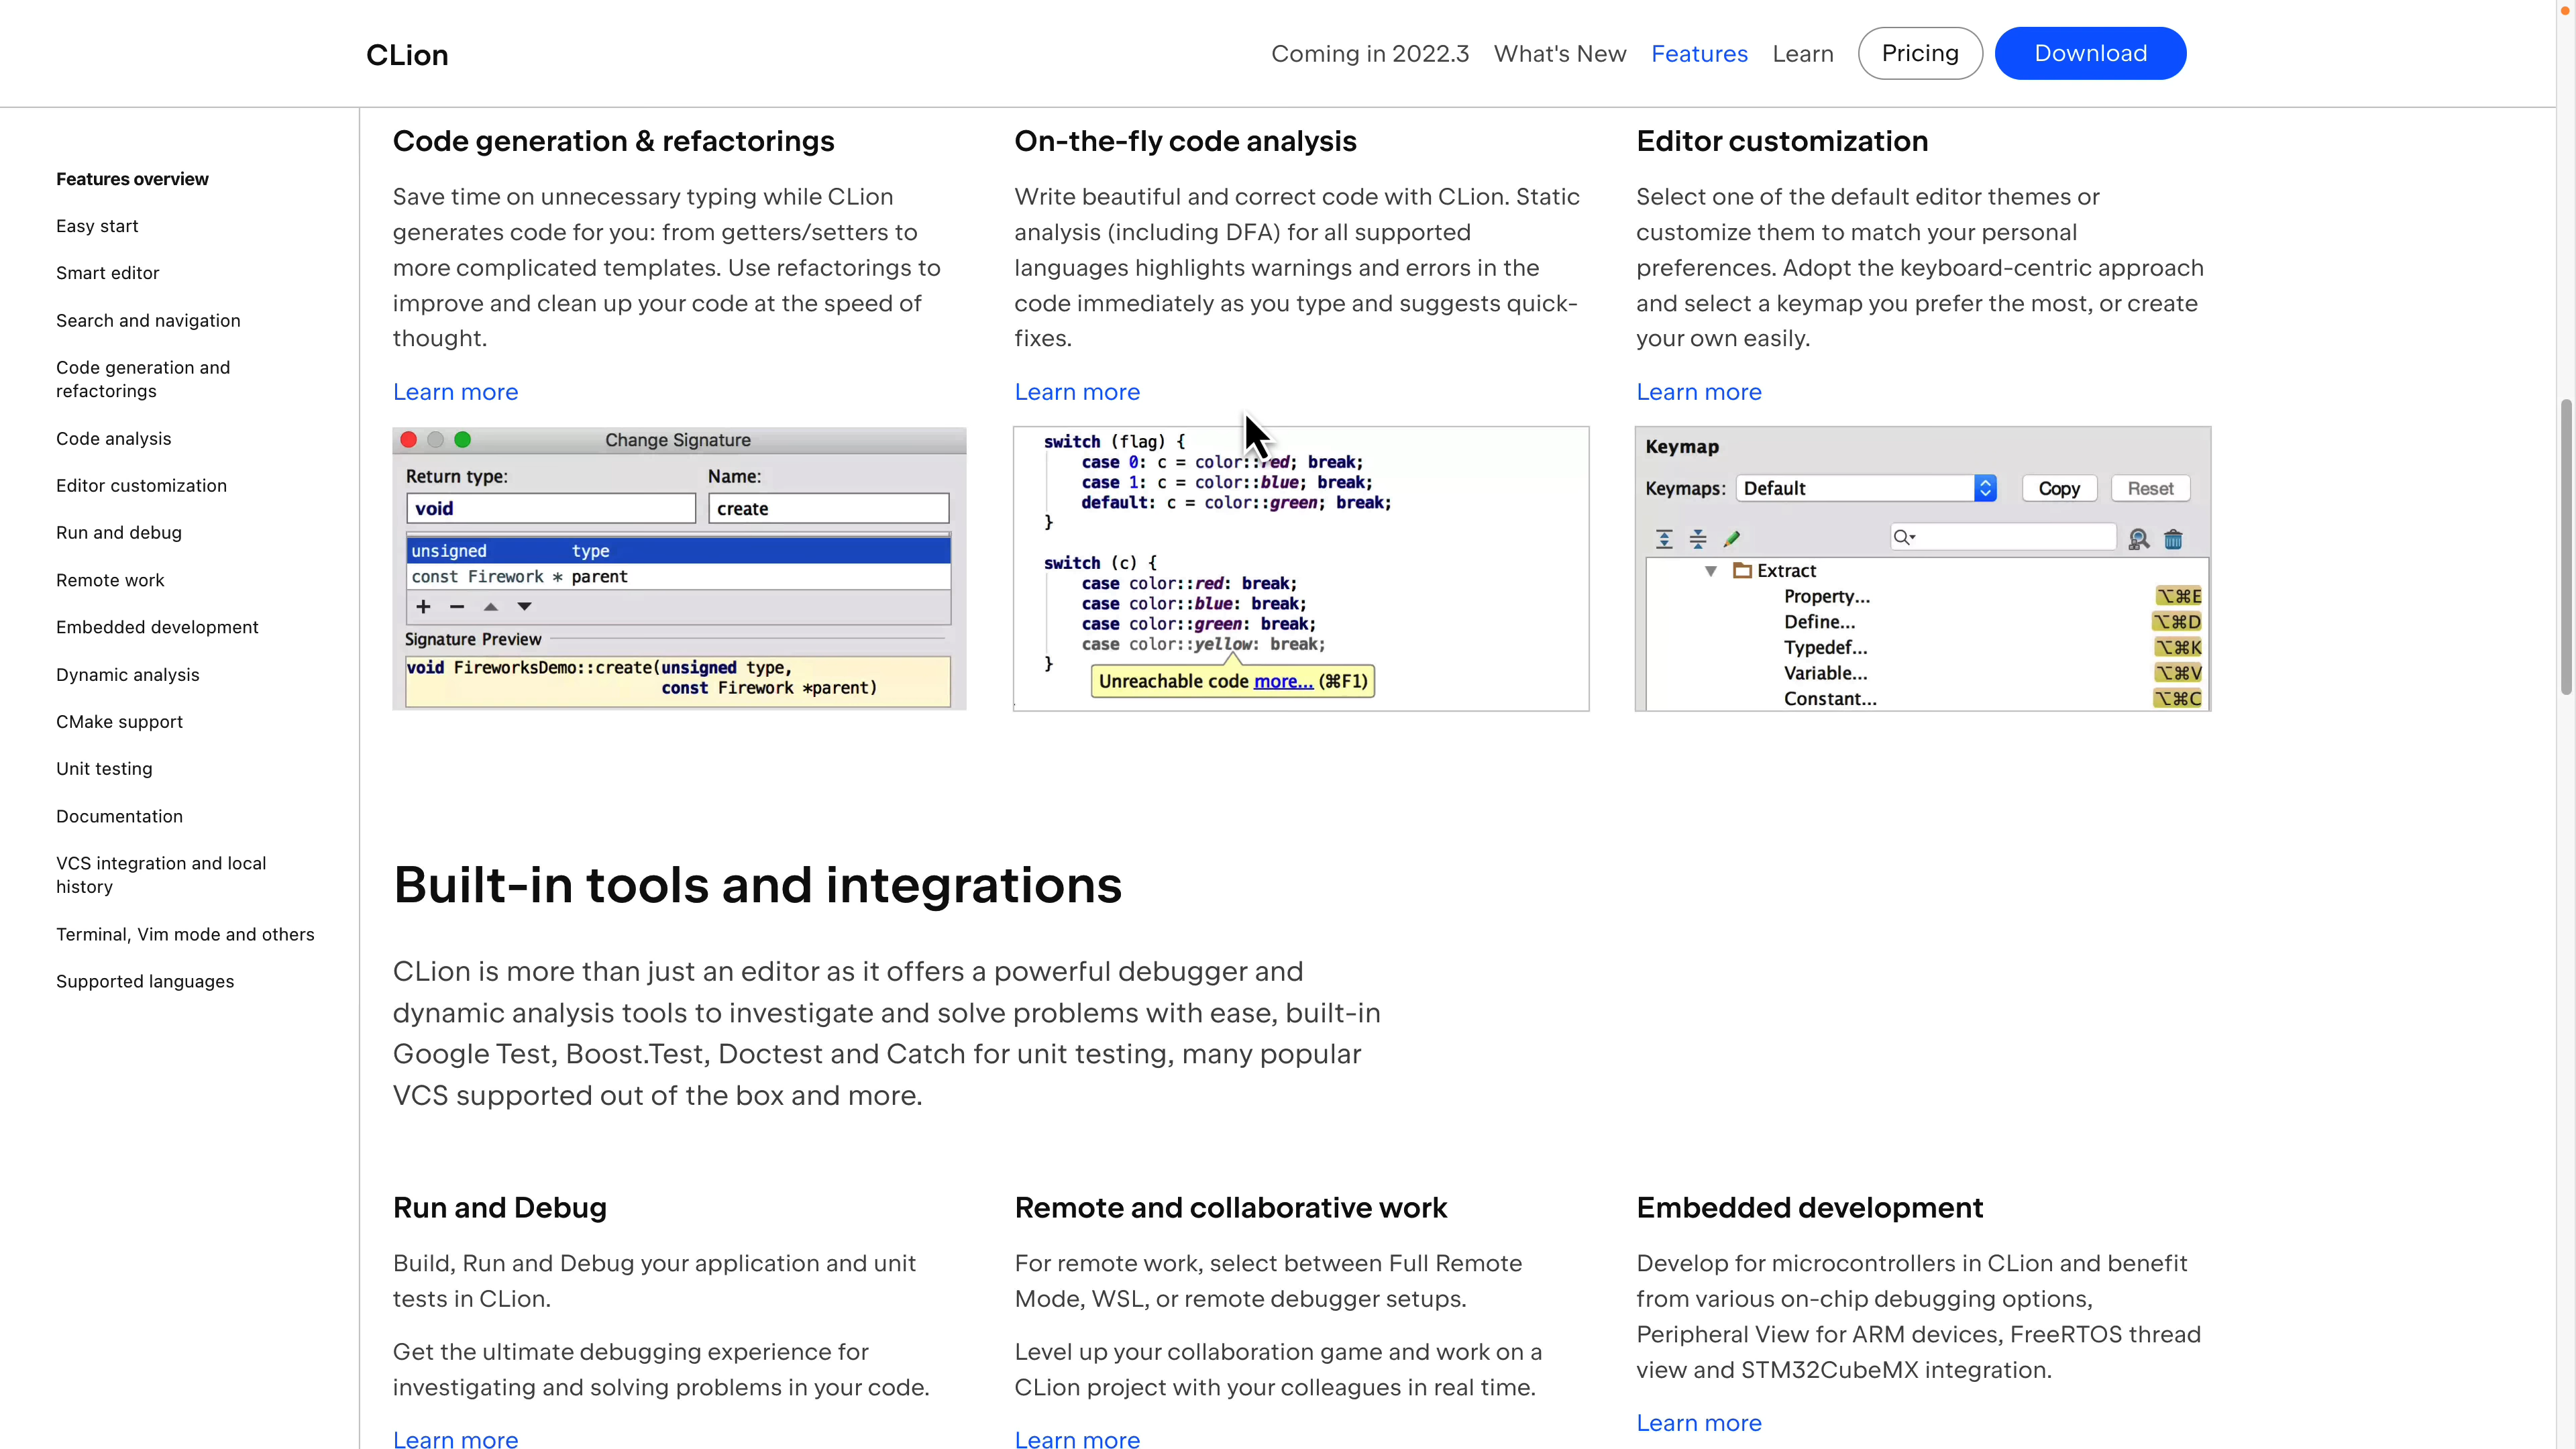 CLion
Coming in 2022.3 What's New Features Learn Pricing Download
Features overview
Easy start
Smart editor
Search and navigation
Code generation and
refactorings
Code analysis
Editor customization
Run and debug
Remote work
Embedded development
Dynamic analysis
CMake support
Unit testing
Documentation
VCS integration and local
history
Terminal, Vim mode and others
Supported languages
Code generation & refactorings
Save time on unnecessary typing while CLion
generates code for you: from getters/setters to
more complicated templates. Use refactorings to
improve and clean up your code at the speed of
thought.
Learn more
Change Signature
Return type: Name:
void create
unsigned type
const Firework * parent
Signature Preview
void FireworksDemo::create(unsigned type,
const Firework *parent)
On-the-fly code analysis
Write beautiful and correct code with CLion. Static
analysis (including DFA) for all supported
languages highlights warnings and errors in the
code immediately as you type and suggests quick-
fixes.
Learn more
switch (flag) {
case 0: c = color::red; break;
case 1: c = color::blue; break;
default: c = color::green; break;
}
switch (c) {
case color::red: break;
case color::blue: break;
case color::green: break;
case color::yellow: break;
}
Unreachable code more... (⌘F1)
Editor customization
Select one of the default editor themes or
customize them to match your personal
preferences. Adopt the keyboard-centric approach
and select a keymap you prefer the most, or create
your own easily.
Learn more
Keymap
Keymaps: Default Copy Reset
Extract
Property... ⌥⌘E
Define... ⌥⌘D
Typedef... ⌥⌘K
Variable... ⌥⌘V
Constant... ⌥⌘C
Built-in tools and integrations
CLion is more than just an editor as it offers a powerful debugger and
dynamic analysis tools to investigate and solve problems with ease, built-in
Google Test, Boost.Test, Doctest and Catch for unit testing, many popular
VCS supported out of the box and more.
Run and Debug
Build, Run and Debug your application and unit
tests in CLion.
Get the ultimate debugging experience for
investigating and solving problems in your code.
Learn more
Remote and collaborative work
For remote work, select between Full Remote
Mode, WSL, or remote debugger setups.
Level up your collaboration game and work on a
CLion project with your colleagues in real time.
Learn more
Embedded development
Develop for microcontrollers in CLion and benefit
from various on-chip debugging options,
Peripheral View for ARM devices, FreeRTOS thread
view and STM32CubeMX integration.
Learn more